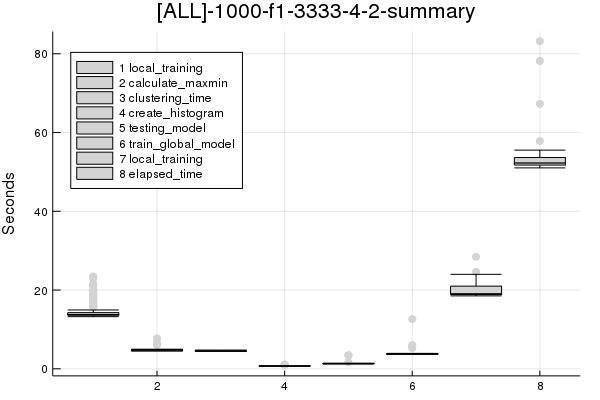 [ALL]-1000-f1-3333-4-2-summary
80
60
40
20
0
Seconds
1 local_training
2 calculate_maxmin
3 clustering_time
4 create_histogram
5 testing_model
6 train_global_model
7 local_training
8 elapsed_time
2 4 6 8